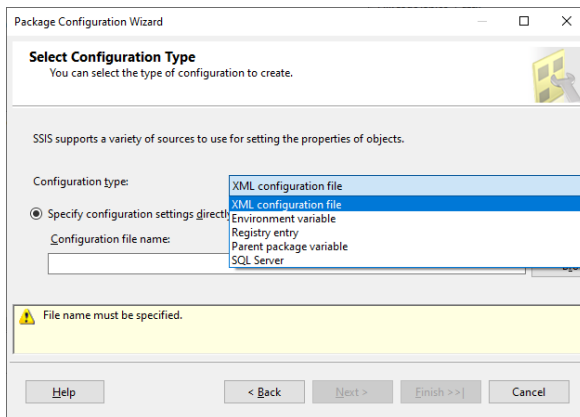 Package Configuration Wizard
Select Configuration Type
You can select the type of configuration to create.
SSIS supports a variety of sources to use for setting the properties of objects.
Configuration type:
XML configuration file
XML configuration file
Specify configuration settings directly
Environment variable
Registry entry
Configuration file name:
Parent package variable
SQL Server
File name must be specified.
Help
< Back
Next >
Finish >>|
Cancel